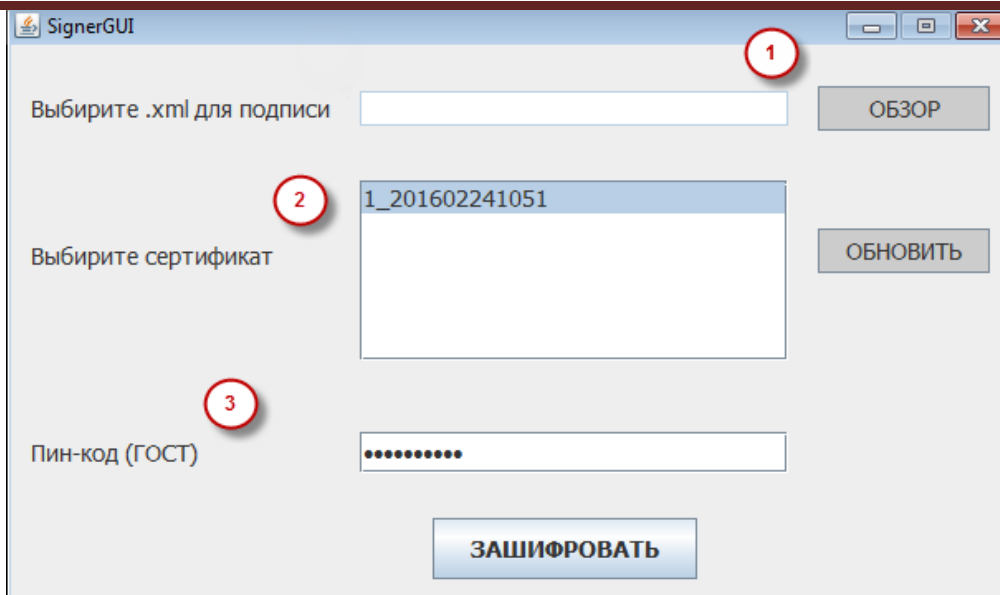 SignerGUI
1
Выбирите .xml для подписи
ОБЗОР
2
1_201602241051
Выбирите сертификат
ОБНОВИТЬ
3
Пин-код (ГОСТ)
••••••••••
ЗАШИФРОВАТЬ